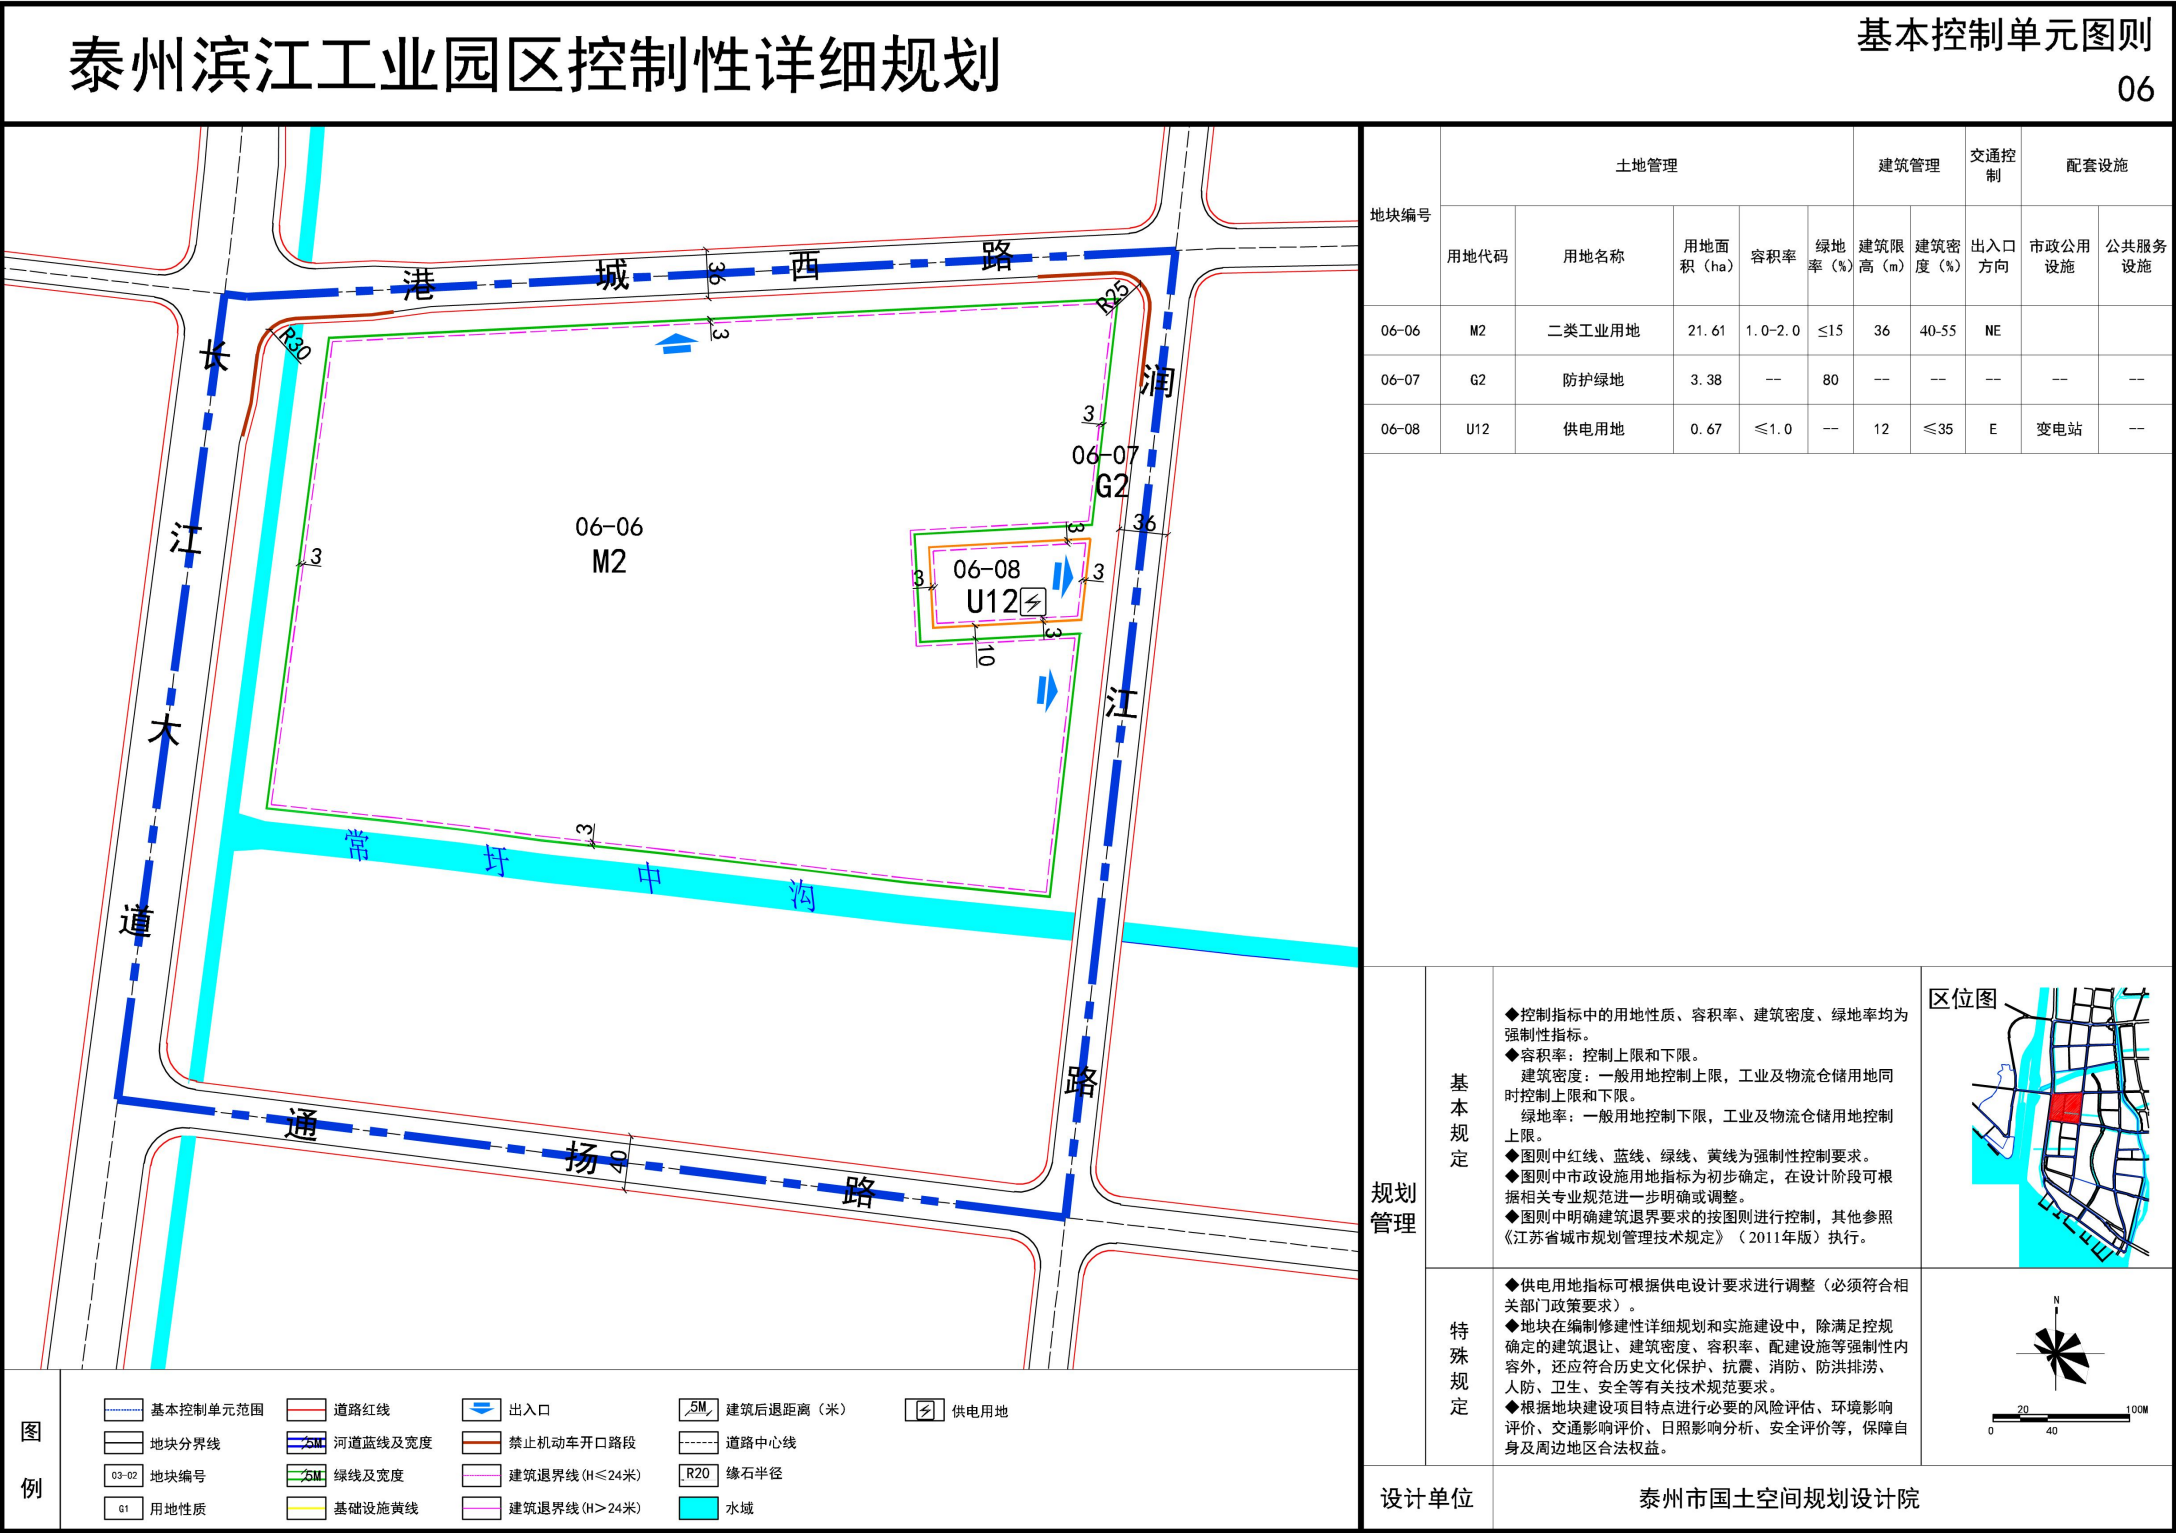 泰州滨江工业园区控制性详细规划
基本控制单元图则
06
港城西路
长江大道
润江路
通扬路
常圩中沟
36
R25
R30
3
3
3
3
3
3
3
3
10
36
40
06-06
M2
06-07
G2
06-08
U12
地块编号 土地管理 建筑管理 交通控制 配套设施
用地代码 用地名称 用地面积（ha） 容积率 绿地率（%） 建筑限高（m） 建筑密度（%） 出入口方向 市政公用设施 公共服务设施
06-06 M2 二类工业用地 21.61 1.0-2.0 ≤15 36 40-55 NE
06-07 G2 防护绿地 3.38 -- 80 -- -- -- -- --
06-08 U12 供电用地 0.67 ≤1.0 -- 12 ≤35 E 变电站 --
规划管理
基本规定
◆控制指标中的用地性质、容积率、建筑密度、绿地率均为
强制性指标。
◆容积率：控制上限和下限。
建筑密度：一般用地控制上限，工业及物流仓储用地同
时控制上限和下限。
绿地率：一般用地控制下限，工业及物流仓储用地控制
上限。
◆图则中红线、蓝线、绿线、黄线为强制性控制要求。
◆图则中市政设施用地指标为初步确定，在设计阶段可根
据相关专业规范进一步明确或调整。
◆图则中明确建筑退界要求的按图则进行控制，其他参照
《江苏省城市规划管理技术规定》（2011年版）执行。
区位图
特殊规定
◆供电用地指标可根据供电设计要求进行调整（必须符合相
关部门政策要求）。
◆地块在编制修建性详细规划和实施建设中，除满足控规
确定的建筑退让、建筑密度、容积率、配建设施等强制性内
容外，还应符合历史文化保护、抗震、消防、防洪排涝、
人防、卫生、安全等有关技术规范要求。
◆根据地块建设项目特点进行必要的风险评估、环境影响
评价、交通影响评价、日照影响分析、安全评价等，保障自
身及周边地区合法权益。
N
20 100M
0 40
设计单位 泰州市国土空间规划设计院
图例
基本控制单元范围 道路红线 出入口 5M 建筑后退距离（米） 供电用地
地块分界线 5M 河道蓝线及宽度 禁止机动车开口路段 道路中心线
03-02 地块编号 5M 绿线及宽度 建筑退界线(H≤24米) R20 缘石半径
G1 用地性质 基础设施黄线 建筑退界线(H＞24米) 水域